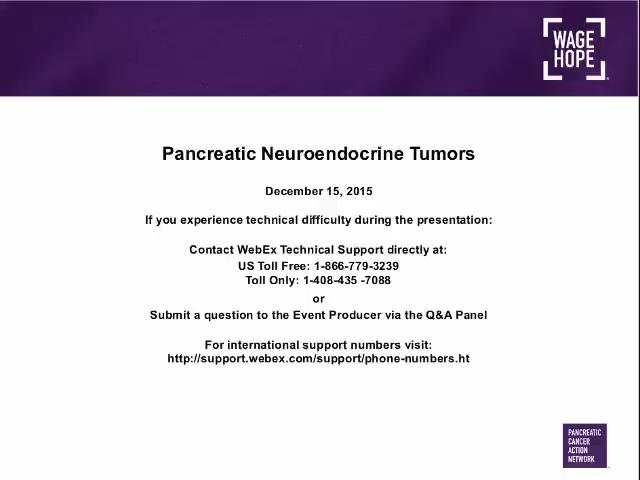 WAGE
HOPE
Pancreatic Neuroendocrine Tumors
December 15, 2015
If you experience technical difficulty during the presentation:
Contact WebEx Technical Support directly at:
US Toll Free: 1-866-779-3239
Toll Only: 1-408-435 -7088
or
Submit a question to the Event Producer via the Q&A Panel
For international support numbers visit:
http://support.webex.com/support/phone-numbers.ht
PANCREATIC
CANCER
ACTION
NETWORK